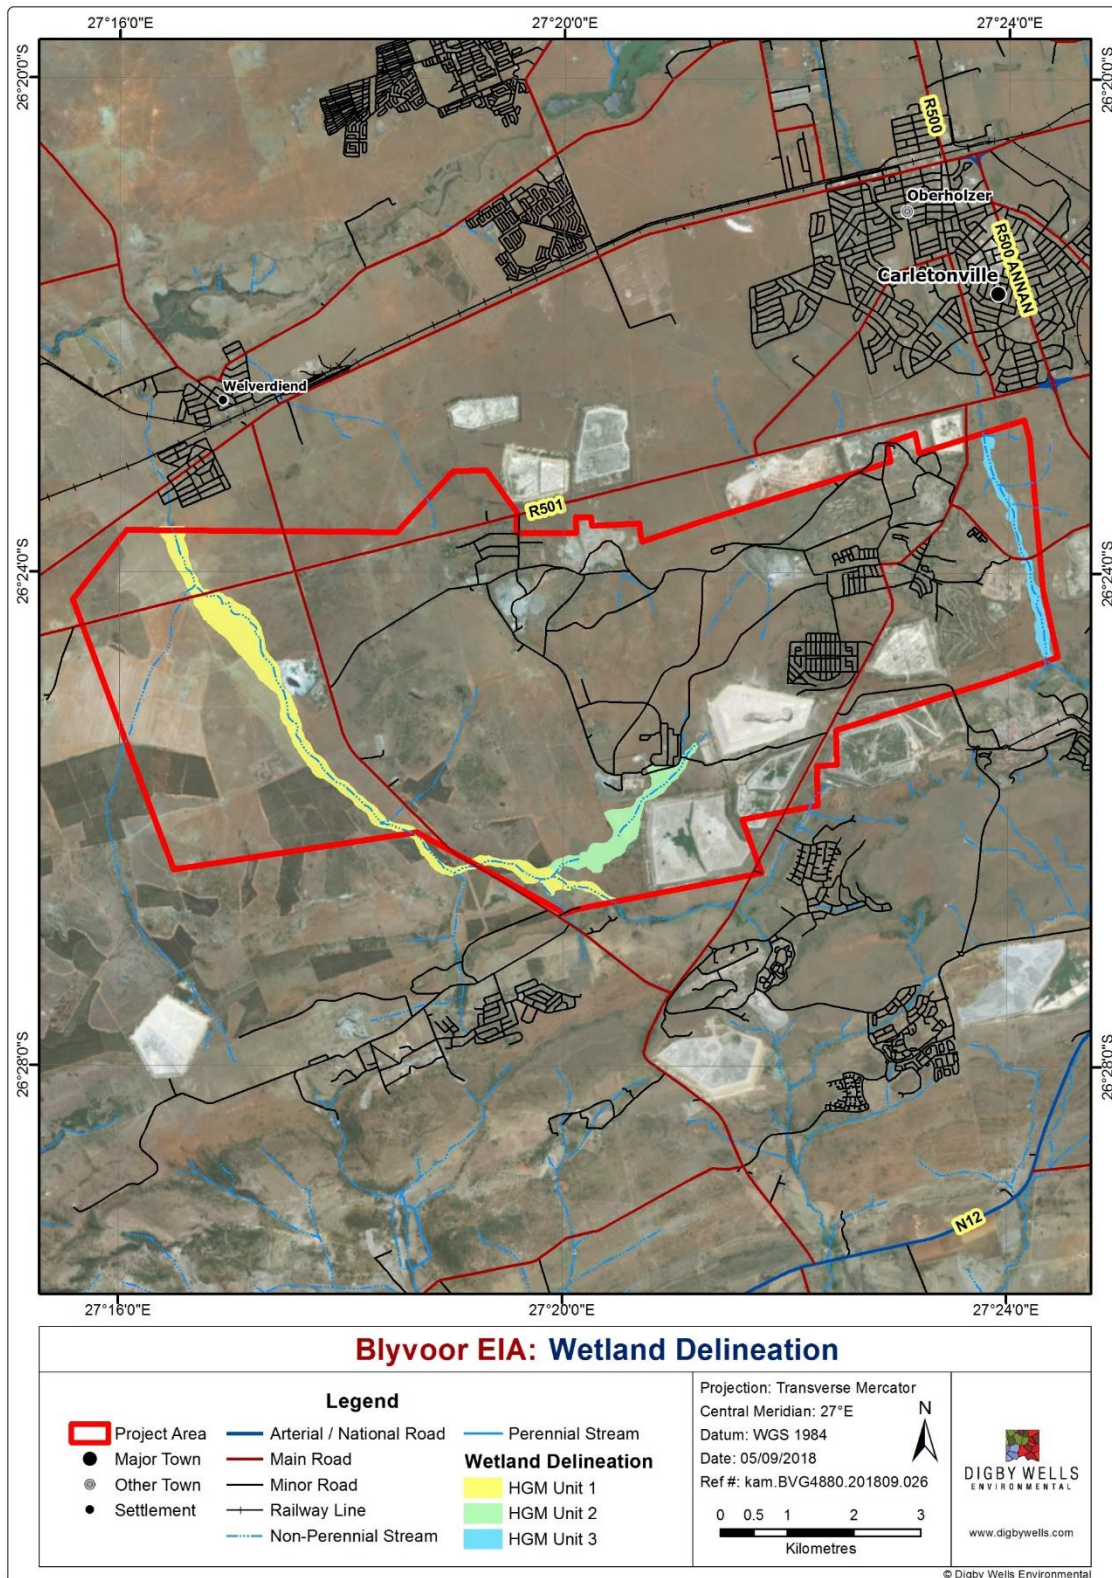 27°16'0"E
27°20'0"E
27°24'0"E
26°20'0"S
26°20'0"S
R500
Oberholzer
R500 ANNAN
Carletonville
Welverdiend
R501
26°24'0"S
26°24'0"S
26°28'0"S
26°28'0"S
N12
27°16'0"E
27°20'0"E
27°24'0"E
Blyvoor EIA: Wetland Delineation
Legend
Project Area
Major Town
Other Town
Settlement
Arterial / National Road
Main Road
Minor Road
Railway Line
Non-Perennial Stream
Perennial Stream
Wetland Delineation
HGM Unit 1
HGM Unit 2
HGM Unit 3
Projection: Transverse Mercator
Central Meridian: 27°E
Datum: WGS 1984
Date: 05/09/2018
Ref #: kam.BVG4880.201809.026
N
0 0.5 1 2 3
Kilometres
DIGBY WELLS
ENVIRONMENTAL
www.digbywells.com
© Digby Wells Environmental